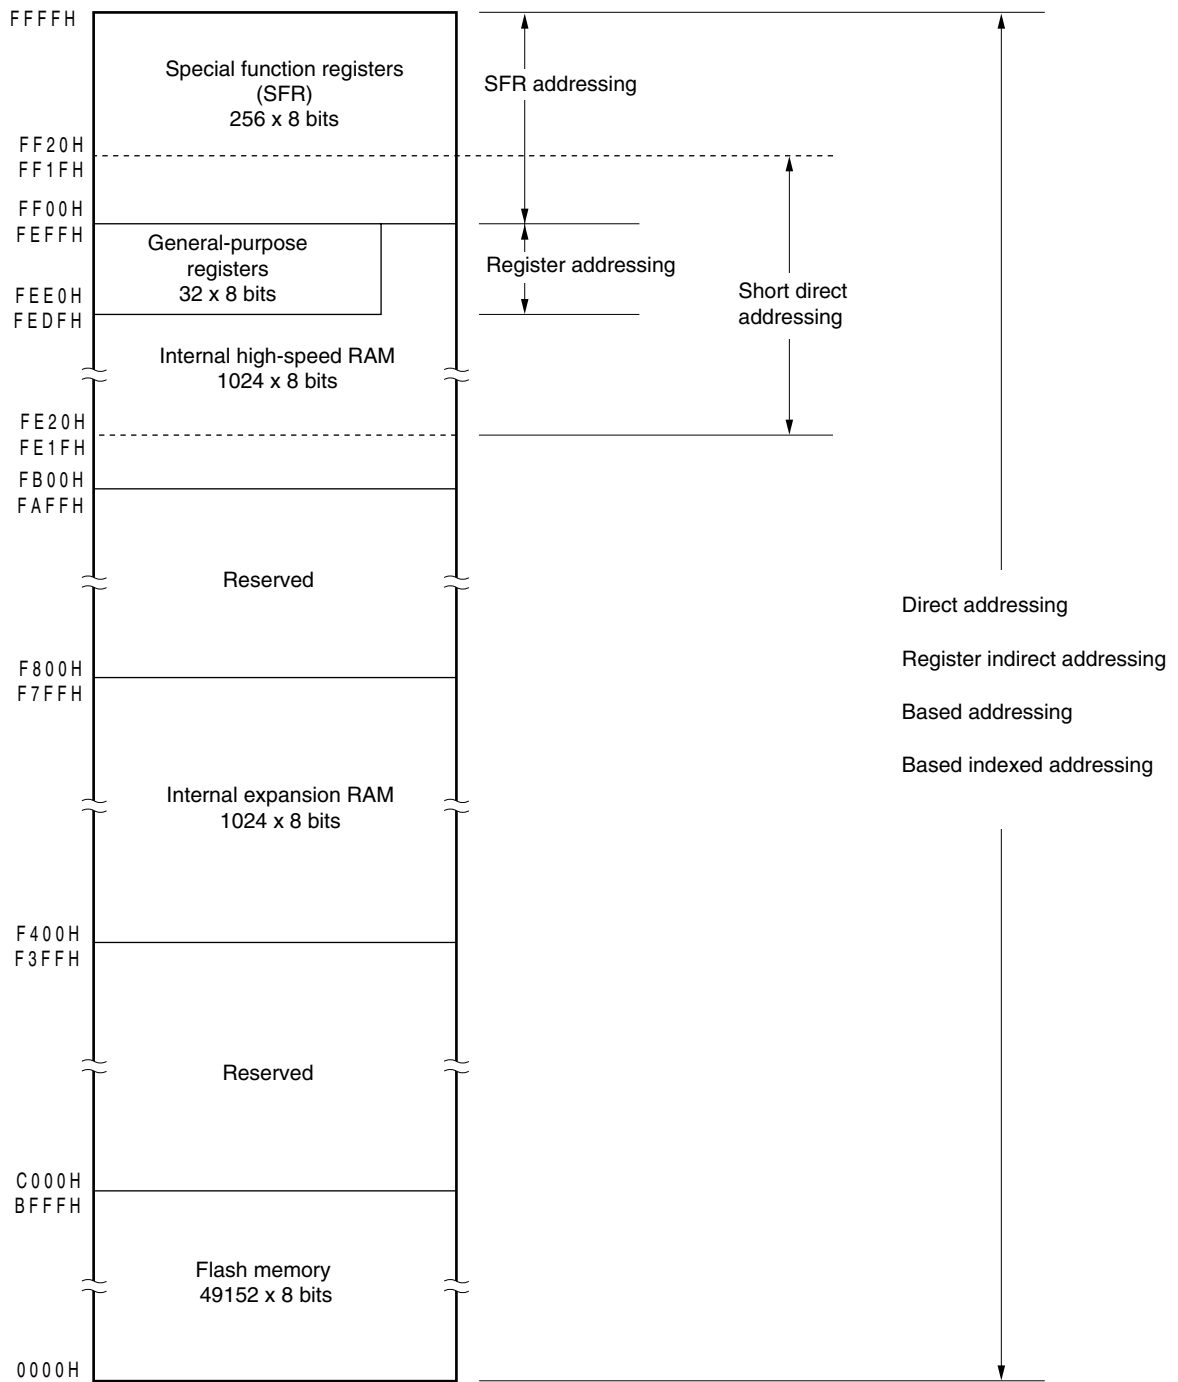 FFFFH
Special function registers
(SFR)
256 x 8 bits
SFR addressing
FF20H
FF1FH
FF00H
FEFFH
General-purpose
registers
32 x 8 bits
Register addressing
FEE0H
FEDFH
Short direct
addressing
Internal high-speed RAM
1024 x 8 bits
FE20H
FE1FH
FB00H
FAFFH
Reserved
Direct addressing
Register indirect addressing
Based addressing
Based indexed addressing
F800H
F7FFH
Internal expansion RAM
1024 x 8 bits
F400H
F3FFH
Reserved
C000H
BFFFH
Flash memory
49152 x 8 bits
0000H